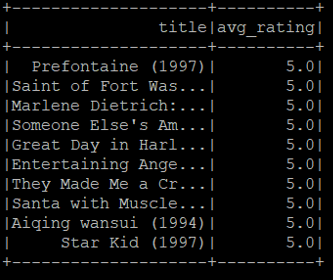 +--------------------+----------+
|               title|avg_rating|
+--------------------+----------+
|  Prefontaine (1997)|       5.0|
|Saint of Fort Was...|       5.0|
|Marlene Dietrich:...|       5.0|
|Someone Else's Am...|       5.0|
|Great Day in Harl...|       5.0|
|Entertaining Ange...|       5.0|
|They Made Me a Cr...|       5.0|
|Santa with Muscle...|       5.0|
|Aiqing wansui (1994)|       5.0|
|     Star Kid (1997)|       5.0|
+--------------------+----------+